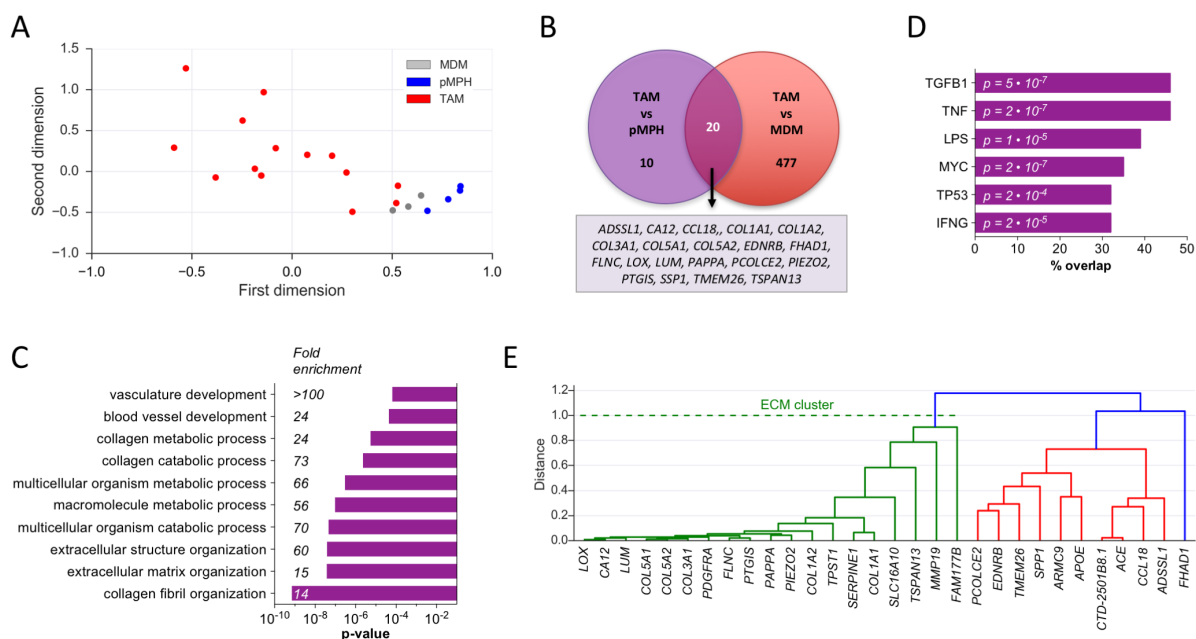 A
1.5
1.0
0.5
0.0
−0.5
−1.0
−1.0
−0.5
0.0
0.5
1.0
Second dimension
First dimension
MDM
pMPH
TAM
B
TAM
vs
pMPH
10
20
TAM
vs
MDM
477
ADSSL1, CA12, CCL18,, COL1A1, COL1A2,
COL3A1, COL5A1, COL5A2, EDNRB, FHAD1,
FLNC, LOX, LUM, PAPPA, PCOLCE2, PIEZO2,
PTGIS, SSP1, TMEM26, TSPAN13
D
TGFB1 p = 5 • 10⁻⁷
TNF p = 2 • 10⁻⁷
LPS p = 1 • 10⁻⁵
MYC p = 2 • 10⁻⁷
TP53 p = 2 • 10⁻⁴
IFNG p = 2 • 10⁻⁵
0 10 20 30 40 50
% overlap
C
Fold
enrichment
vasculature development >100
blood vessel development 24
collagen metabolic process 24
collagen catabolic process 73
multicellular organism metabolic process 66
macromolecule metabolic process 56
multicellular organism catabolic process 70
extracellular structure organization 60
extracellular matrix organization 15
collagen fibril organization 14
10⁻¹⁰ 10⁻⁸ 10⁻⁶ 10⁻⁴ 10⁻²
p-value
E
ECM cluster
1.2
1.0
0.8
0.6
0.4
0.2
0.0
Distance
LOX
CA12
LUM
COL5A1
COL5A2
COL3A1
PDGFRA
FLNC
PTGIS
PAPPA
PIEZO2
COL1A2
TPST1
SERPINE1
COL1A1
SLC16A10
TSPAN13
MMP19
FAM177B
PCOLCE2
EDNRB
TMEM26
SPP1
ARMC9
APOE
CTD-2501B8.1
ACE
CCL18
ADSSL1
FHAD1